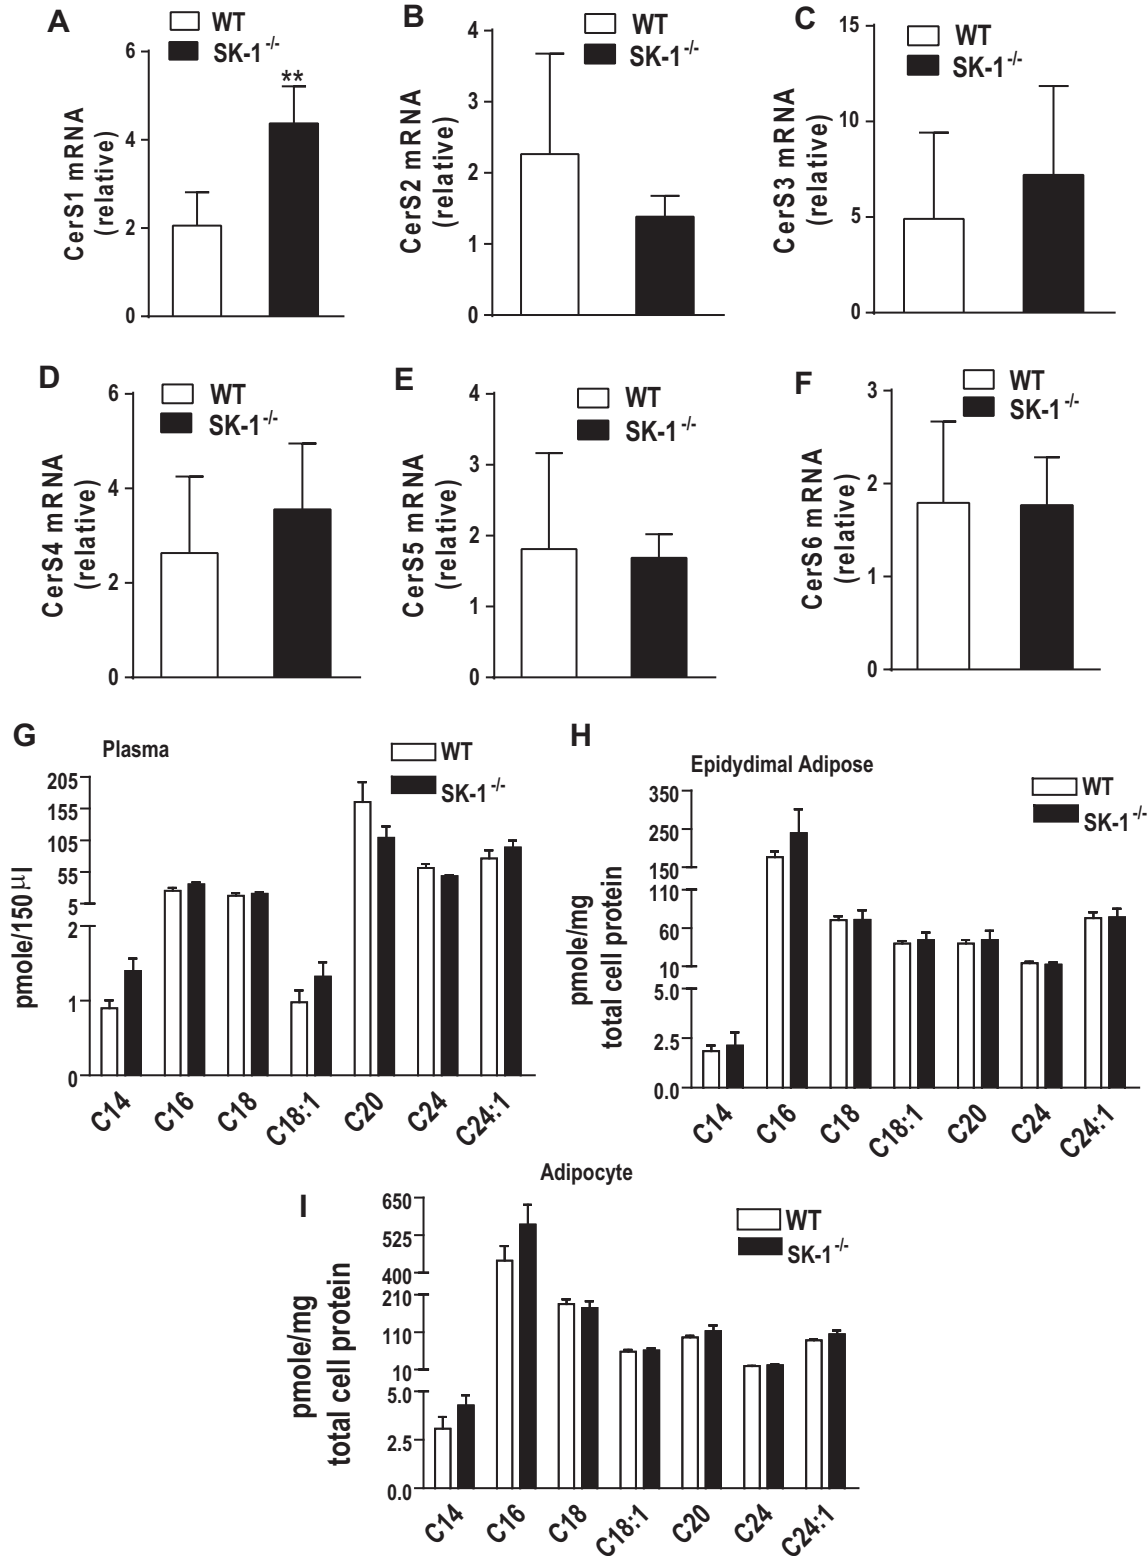 A
WT
SK-1-/-
**
CerS1 mRNA
(relative)
6
4
2
0
B
WT
SK-1-/-
CerS2 mRNA
(relative)
4
3
2
1
0
C
WT
SK-1-/-
CerS3 mRNA
(relative)
15
10
5
0
D
WT
SK-1-/-
CerS4 mRNA
(relative)
6
4
2
0
E
WT
SK-1-/-
CerS5 mRNA
(relative)
4
3
2
1
0
F
WT
SK-1-/-
CerS6 mRNA
(relative)
3
2
1
0
G
Plasma
WT
SK-1-/-
pmole/150 μl
205
155
105
55
5
2
1
0
C14
C16
C18
C18:1
C20
C24
C24:1
H
Epidydimal Adipose
WT
SK-1-/-
pmole/mg
total cell protein
350
250
150
110
60
10
5.0
2.5
0.0
C14
C16
C18
C18:1
C20
C24
C24:1
I
Adipocyte
WT
SK-1-/-
pmole/mg
total cell protein
650
525
400
210
110
10
5.0
2.5
0.0
C14
C16
C18
C18:1
C20
C24
C24:1